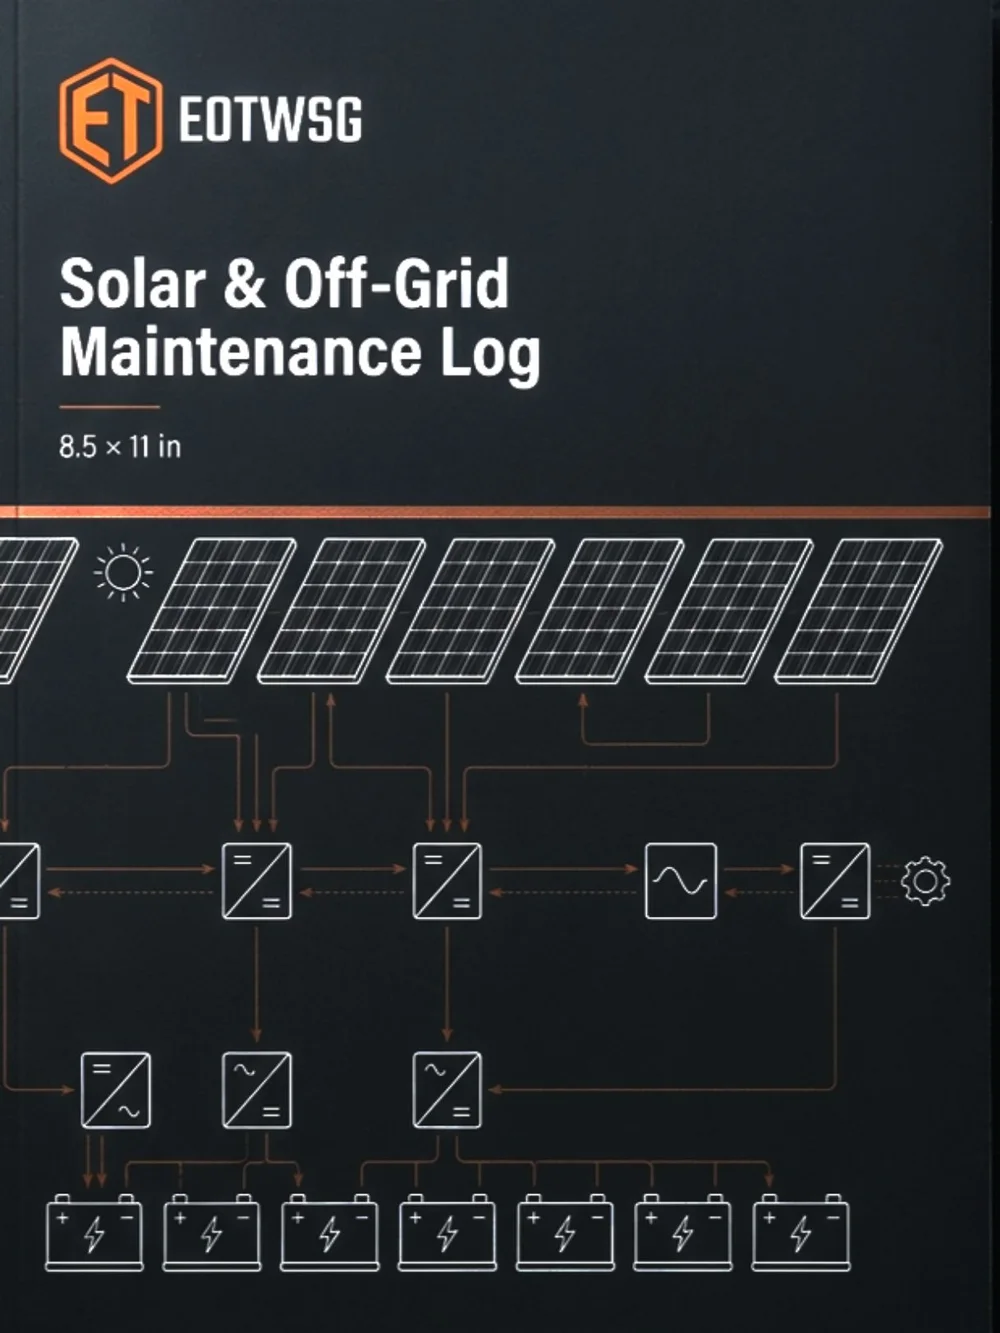 ET EOTWSG
Solar & Off-Grid
Maintenance Log
8.5 × 11 in